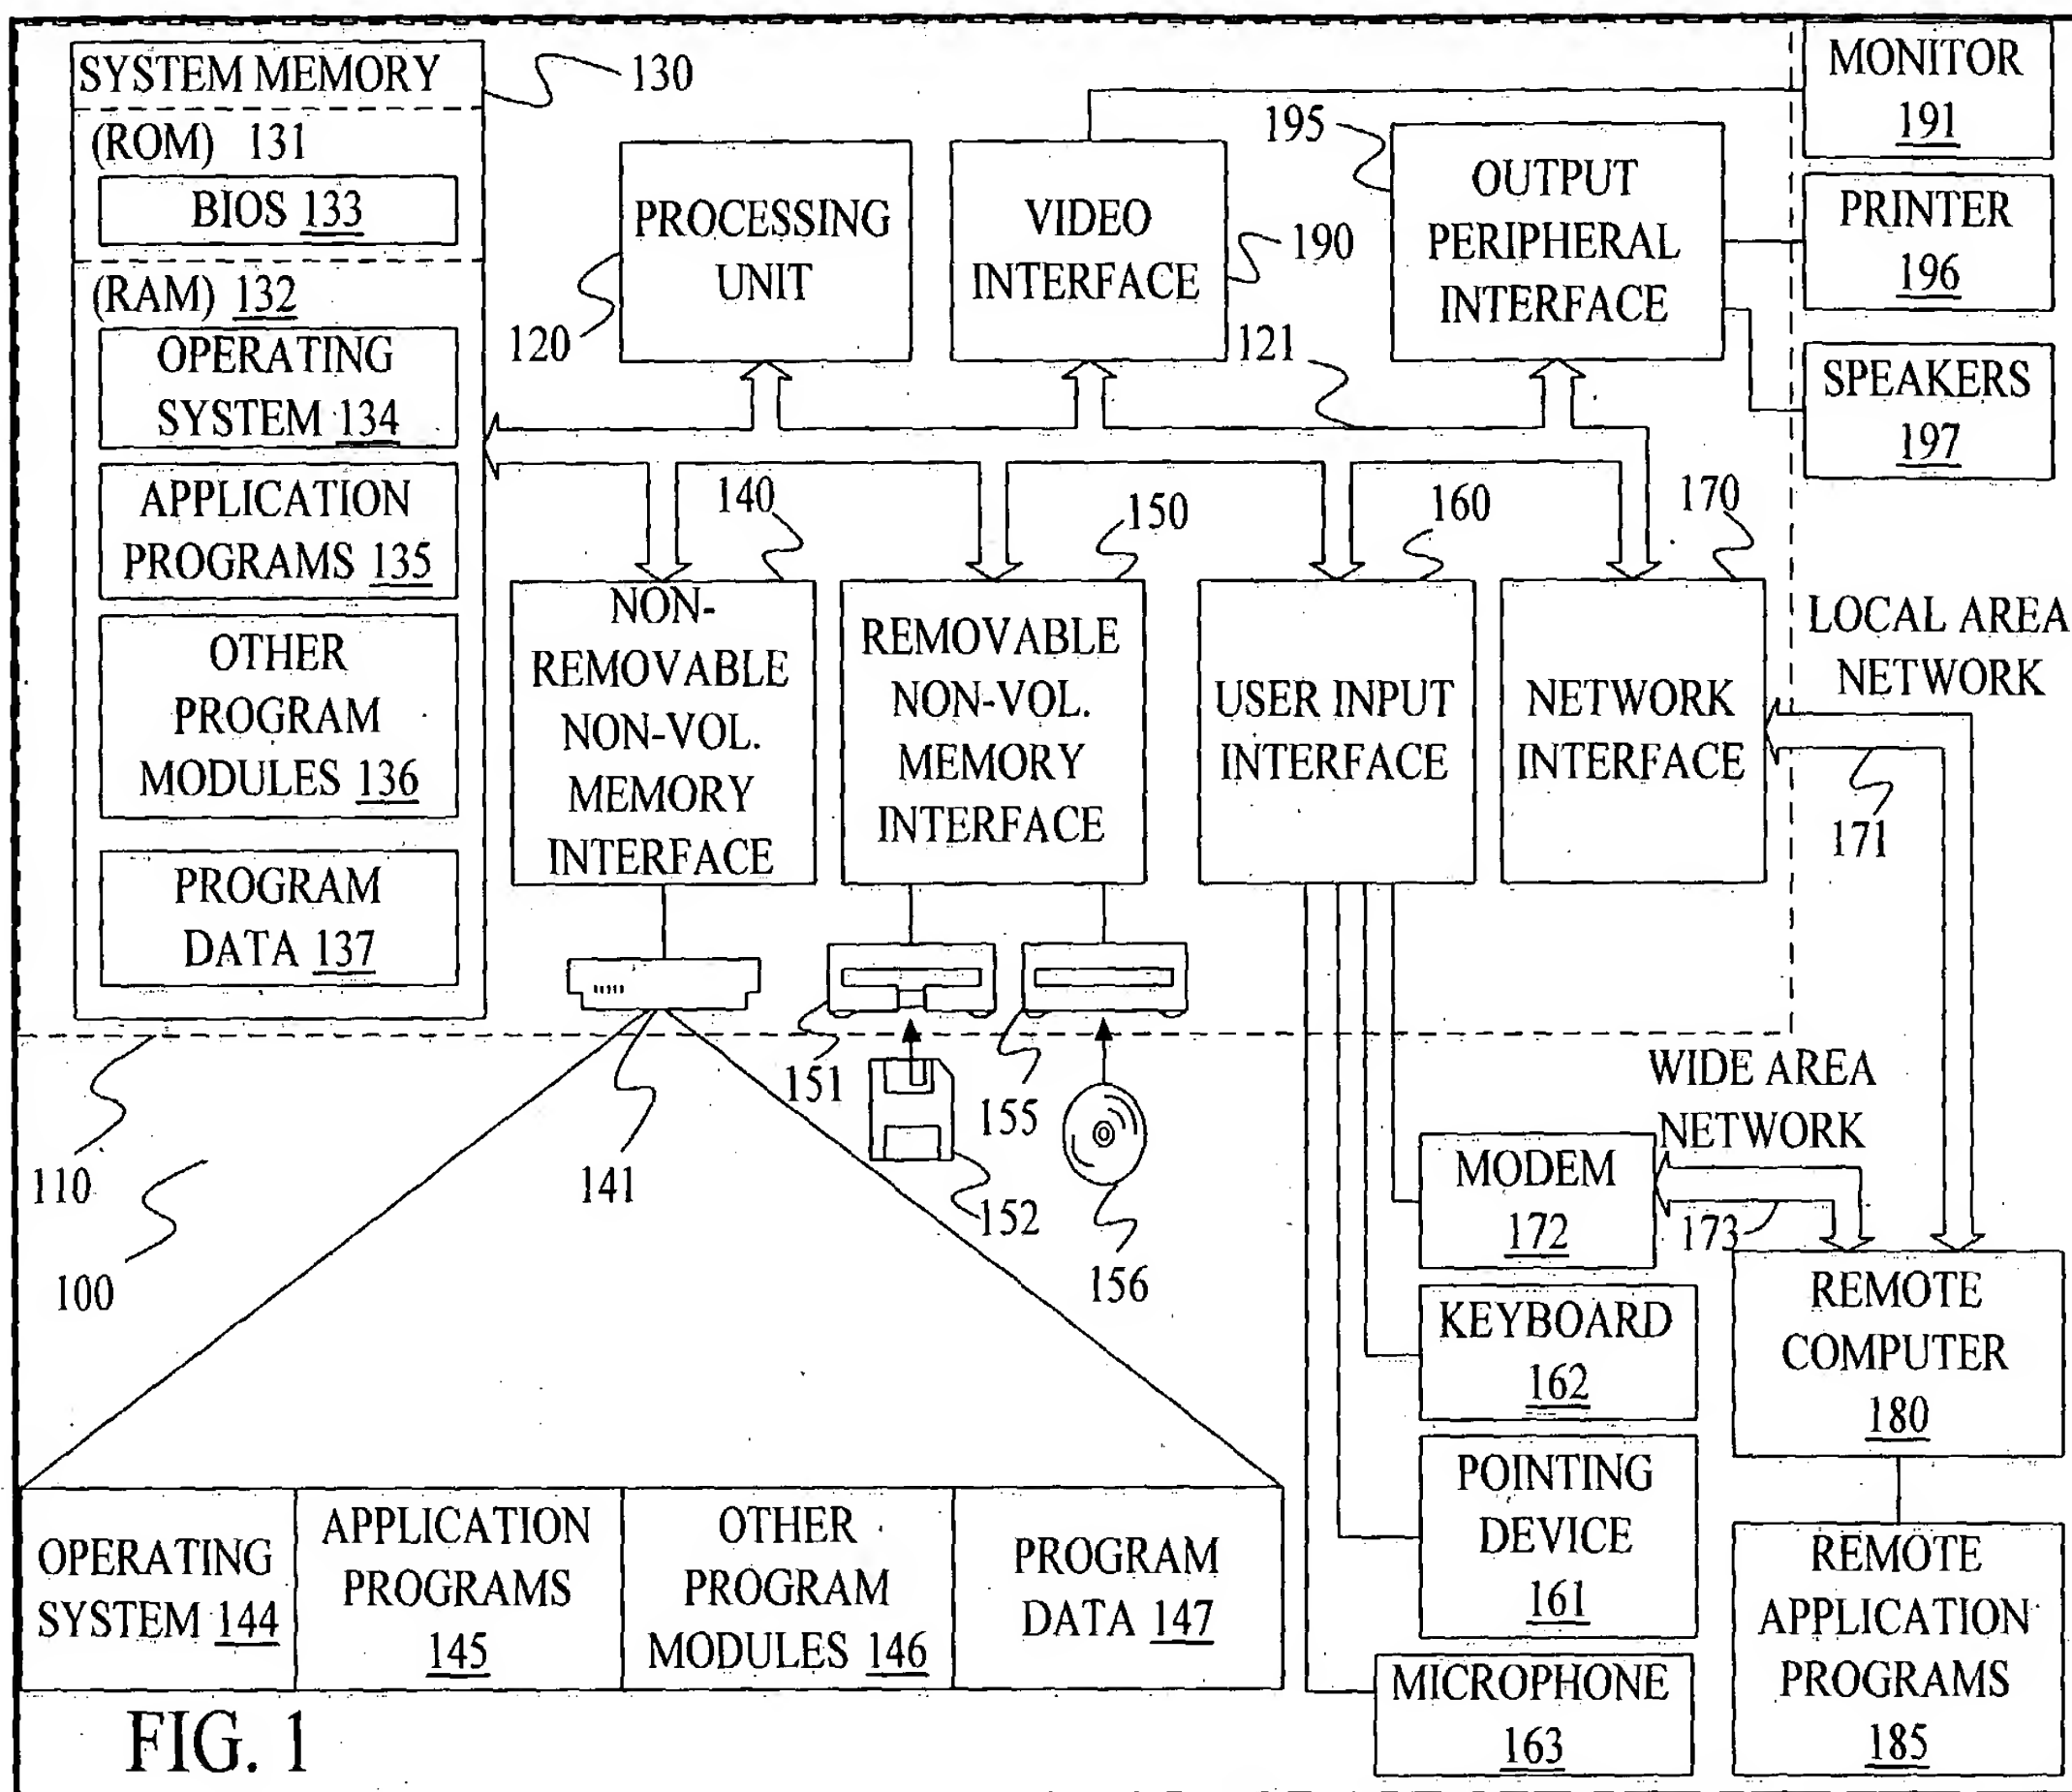 SYSTEM MEMORY
130
(ROM) 131
BIOS 133
(RAM) 132
OPERATING
SYSTEM 134
APPLICATION
PROGRAMS 135
OTHER
PROGRAM
MODULES 136
PROGRAM
DATA 137
PROCESSING
UNIT
120
VIDEO
INTERFACE
190
121
195
OUTPUT
PERIPHERAL
INTERFACE
MONITOR
191
PRINTER
196
SPEAKERS
197
140
NON-
REMOVABLE
NON-VOL.
MEMORY
INTERFACE
150
REMOVABLE
NON-VOL.
MEMORY
INTERFACE
160
USER INPUT
INTERFACE
170
NETWORK
INTERFACE
LOCAL AREA
NETWORK
171
110
100
141
151
152
155
156
WIDE AREA
NETWORK
MODEM
172
173
KEYBOARD
162
POINTING
DEVICE
161
MICROPHONE
163
REMOTE
COMPUTER
180
REMOTE
APPLICATION
PROGRAMS
185
OPERATING
SYSTEM 144
APPLICATION
PROGRAMS
145
OTHER
PROGRAM
MODULES 146
PROGRAM
DATA 147
FIG. 1